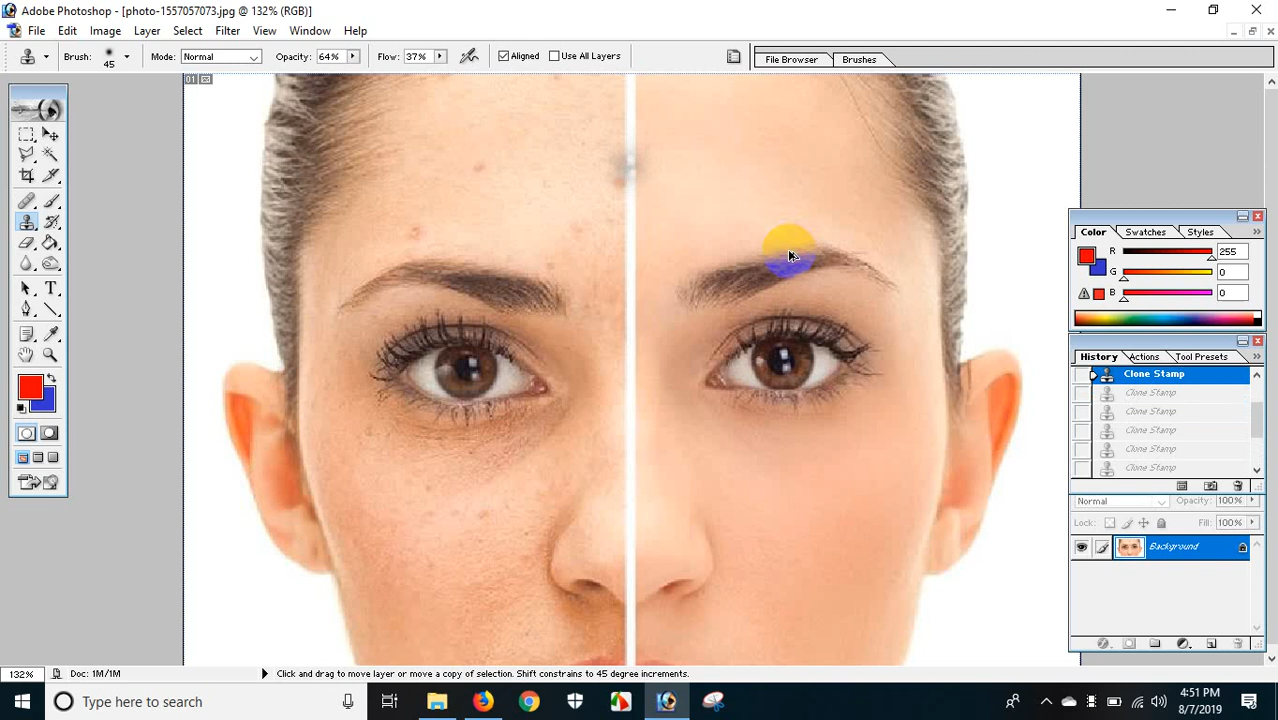 Adobe Photoshop - [photo-1557057073.jpg @ 132% (RGB)]
File Edit Image Layer Select Filter View Window Help
Brush: 45 Mode: Normal Opacity: 64% Flow: 37% Aligned Use All Layers File Browser Brushes
01
Color Swatches Styles
R 255
G 0
B 0
History Actions Tool Presets
Clone Stamp
Clone Stamp
Clone Stamp
Clone Stamp
Clone Stamp
Clone Stamp
Normal Opacity: 100%
Lock: Fill: 100%
Background
132% Doc: 1M/1M Click and drag to move layer or move a copy of selection. Shift constrains to 45 degree increments.
Type here to search
4:51 PM
8/7/2019